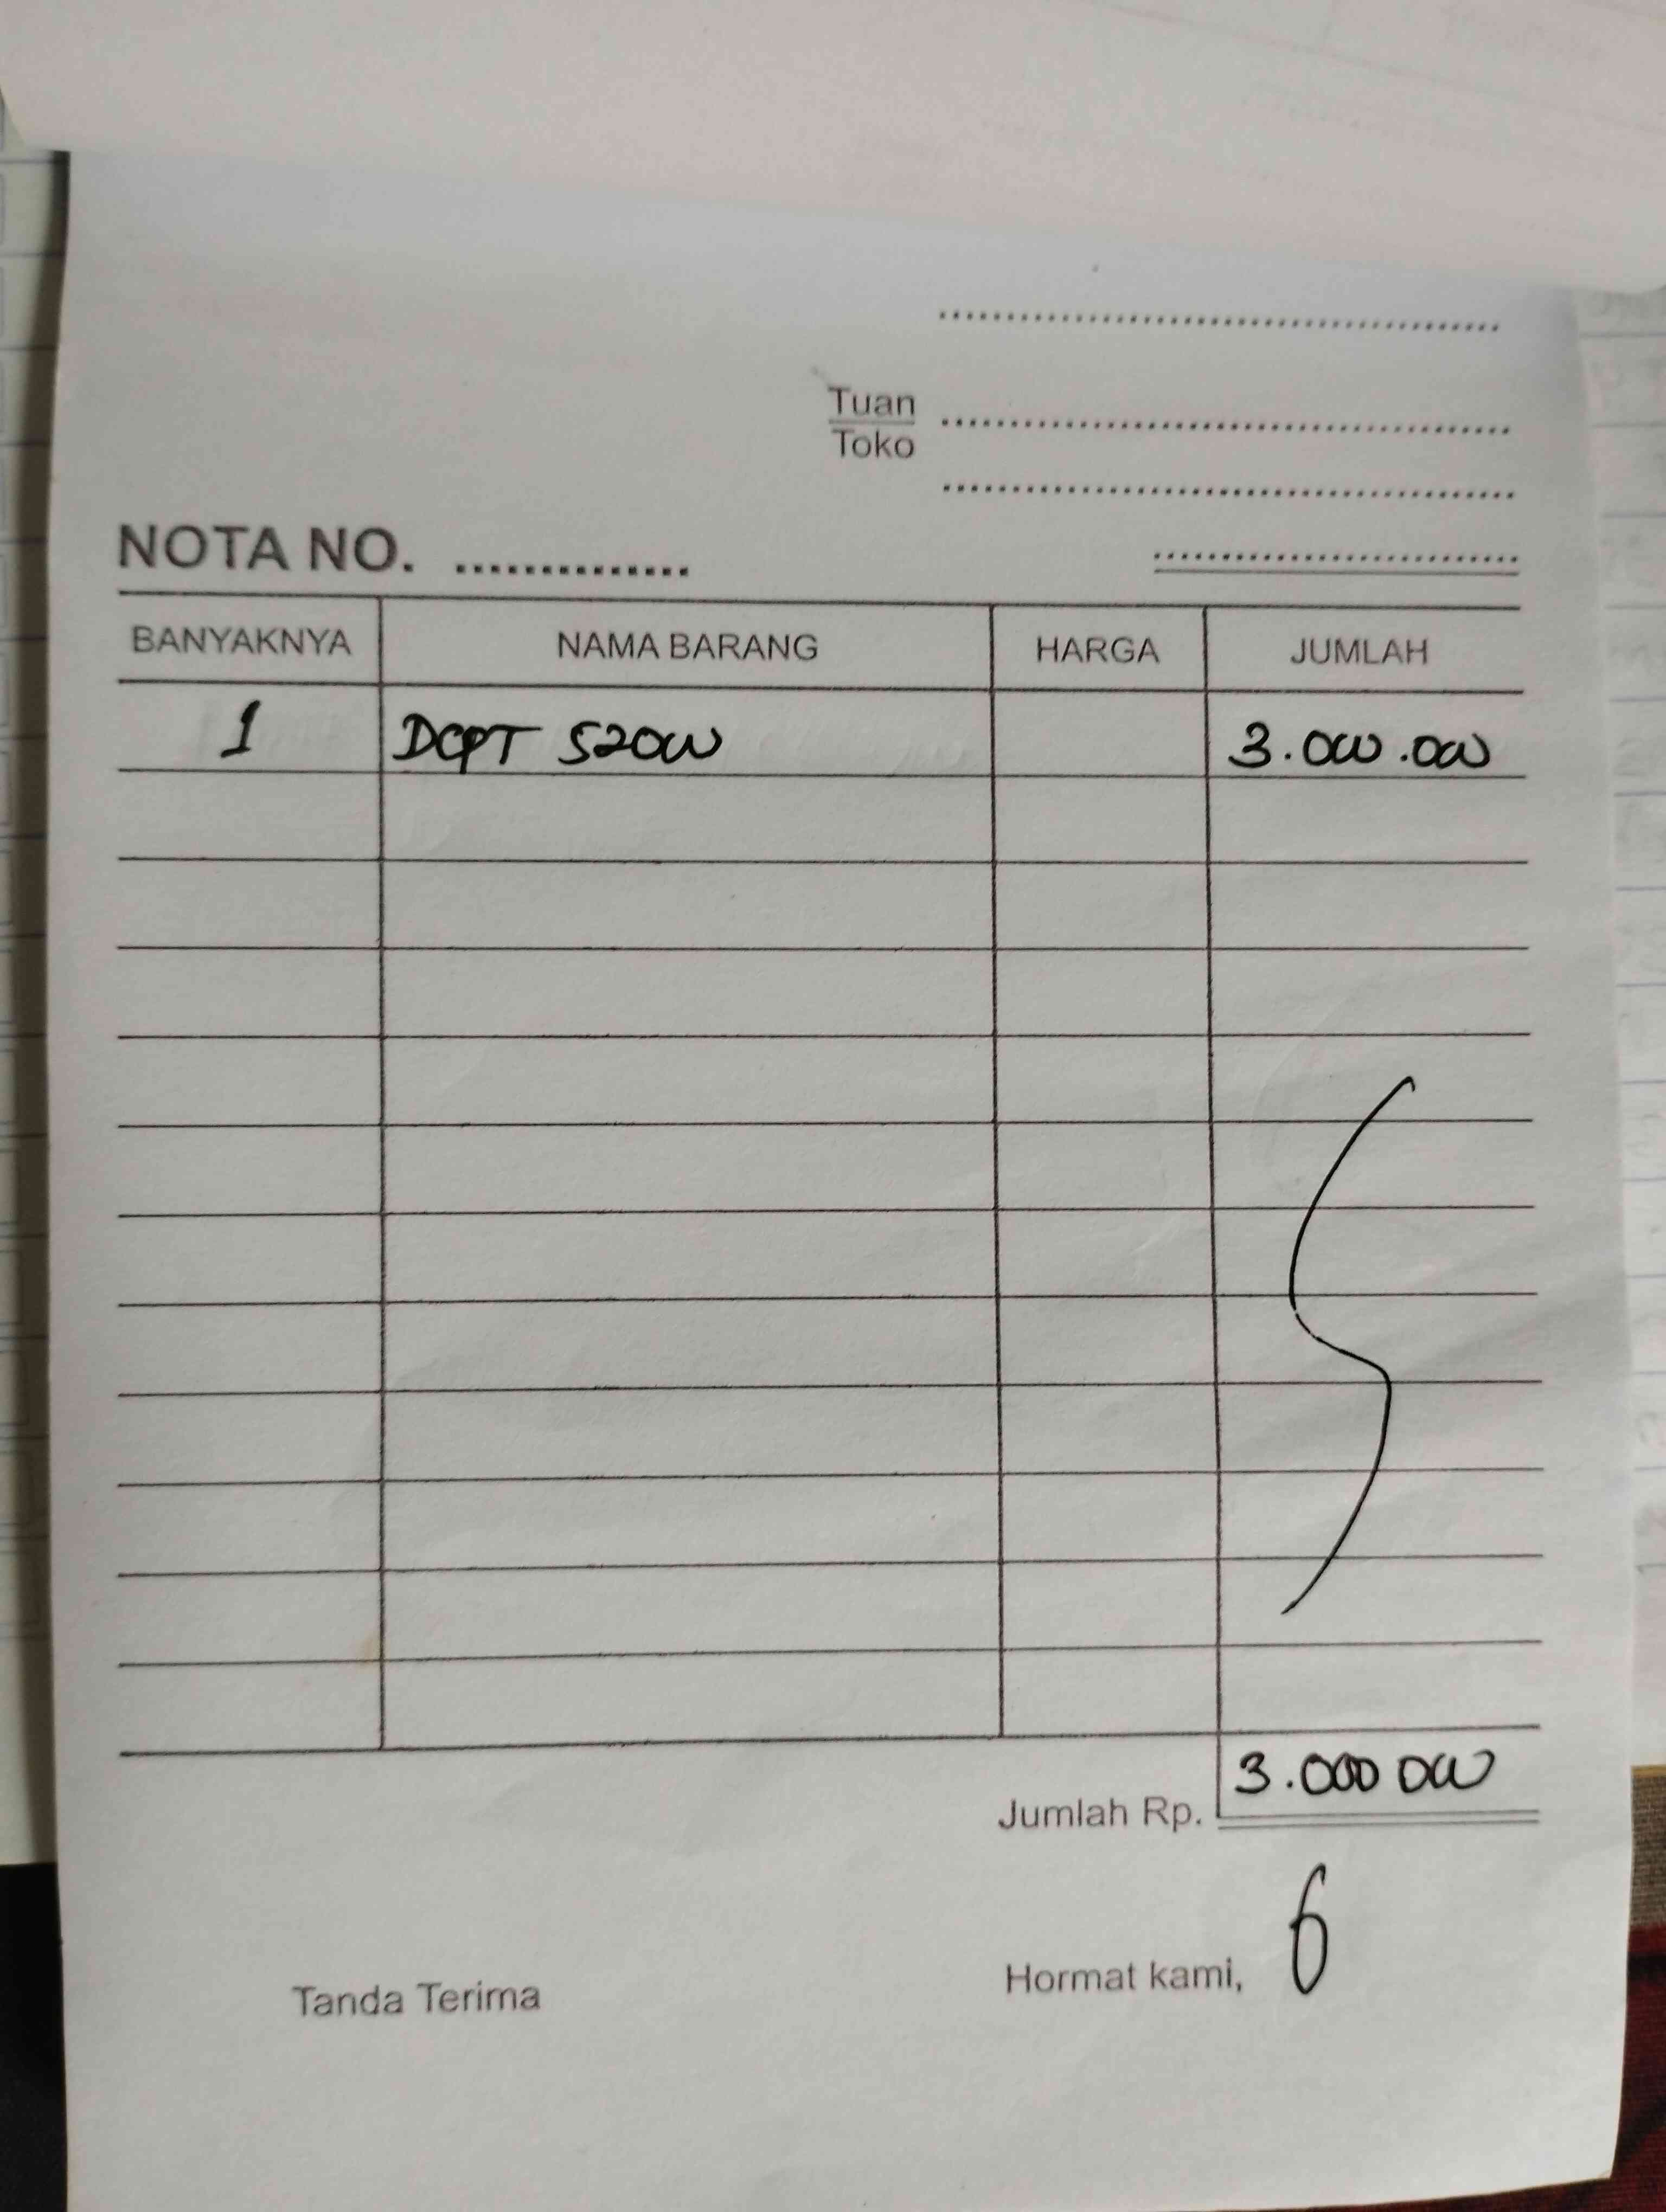 Tuan
Toko
NOTA NO. ..............
BANYAKNYA NAMA BARANG HARGA JUMLAH
1 DCPT 520W 3.000.000
Jumlah Rp. 3.000 000
Tanda Terima Hormat kami,